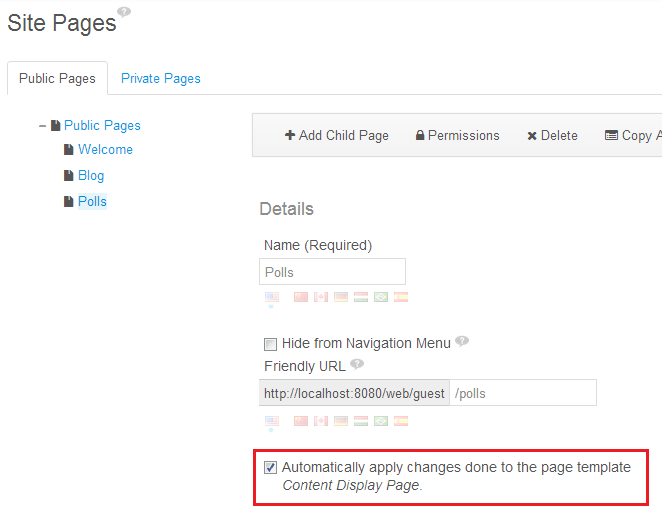 Site Pages
Public Pages Private Pages
Public Pages
Welcome
Blog
Polls
Add Child Page Permissions Delete Copy A
Details
Name (Required)
Polls
Hide from Navigation Menu
Friendly URL
http://localhost:8080/web/guest /polls
Automatically apply changes done to the page template
Content Display Page.